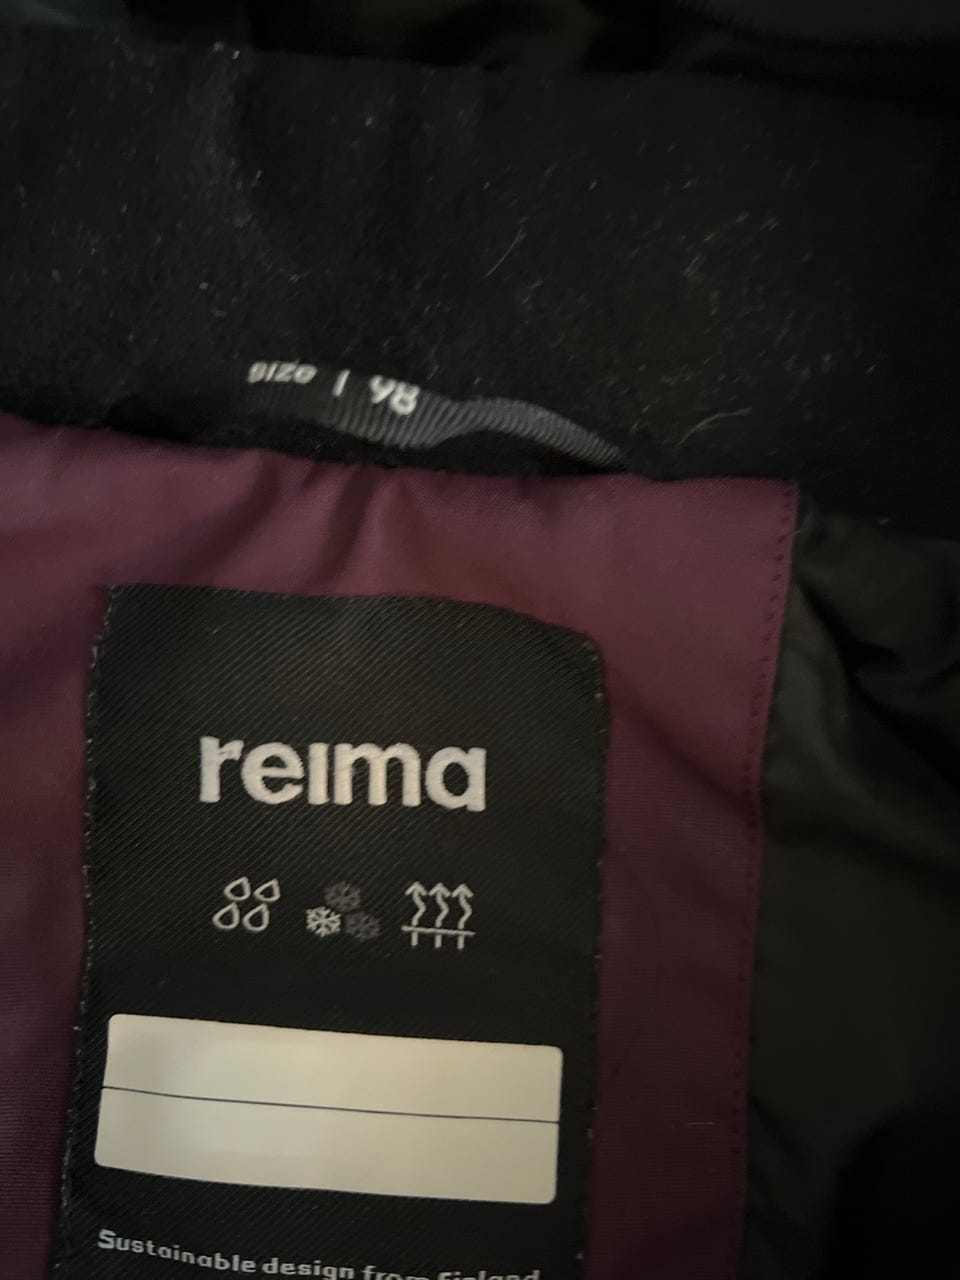 size | 98
reima
Sustainable design from Finland